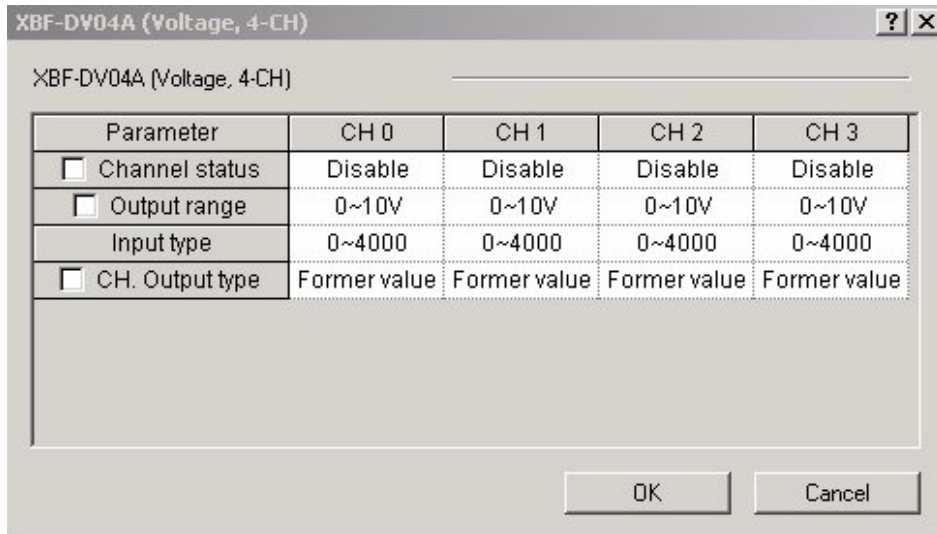 XBF-DV04A (Voltage, 4-CH)
? X
XBF-DV04A (Voltage, 4-CH)
Parameter CH 0 CH 1 CH 2 CH 3
Channel status Disable Disable Disable Disable
Output range 0~10V 0~10V 0~10V 0~10V
Input type 0~4000 0~4000 0~4000 0~4000
CH. Output type Former value Former value Former value Former value
OK Cancel